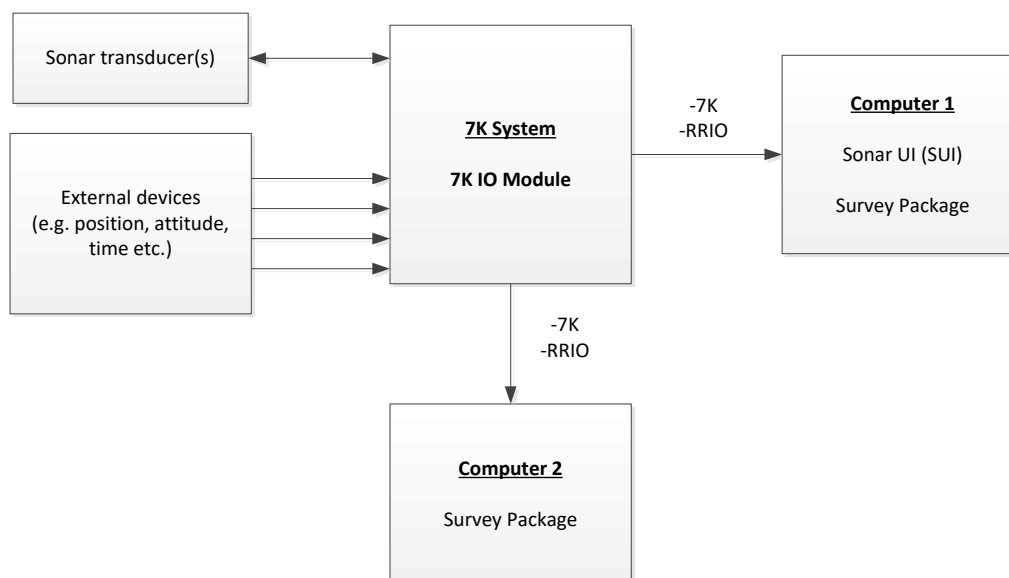 Sonar transducer(s)
External devices
(e.g. position, attitude,
time etc.)
7K System
7K IO Module
-7K
-RRIO
Computer 1
Sonar UI (SUI)
Survey Package
-7K
-RRIO
Computer 2
Survey Package